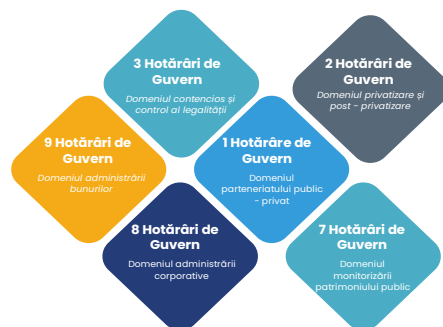 3 Hotărâri de
Guvern
Domeniul contencios și
control al legalității
2 Hotărâri de
Guvern
Domeniul privatizare și
post - privatizare
9 Hotărâri de
Guvern
Domeniul administrării
bunurilor
1 Hotărâre de
Guvern
Domeniul
parteneriatului public
- privat
8 Hotărâri de
Guvern
Domeniul administrării
corporative
7 Hotărâri de
Guvern
Domeniul
monitorizării
patrimoniului public